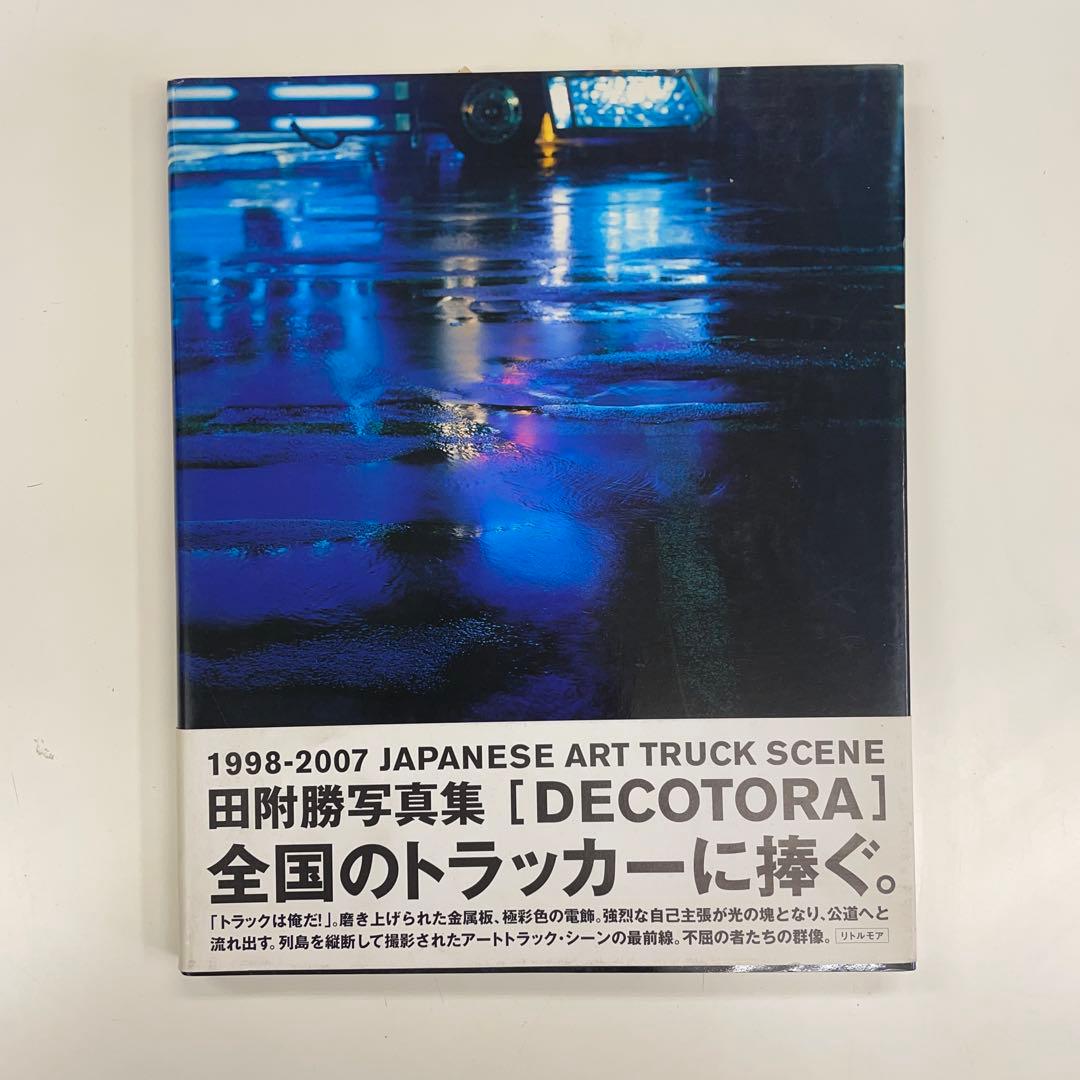 1998-2007 JAPANESE ART TRUCK SCENE
田附勝写真集 [DECOTORA]
全国のトラッカーに捧ぐ。
「トラックは俺だ!」。磨き上げられた金属板、極彩色の電飾。強烈な自己主張が光の塊となり、公道へと
流れ出す。列島を縦断して撮影されたアートトラック・シーンの最前線。不屈の者たちの群像。 リトルモア